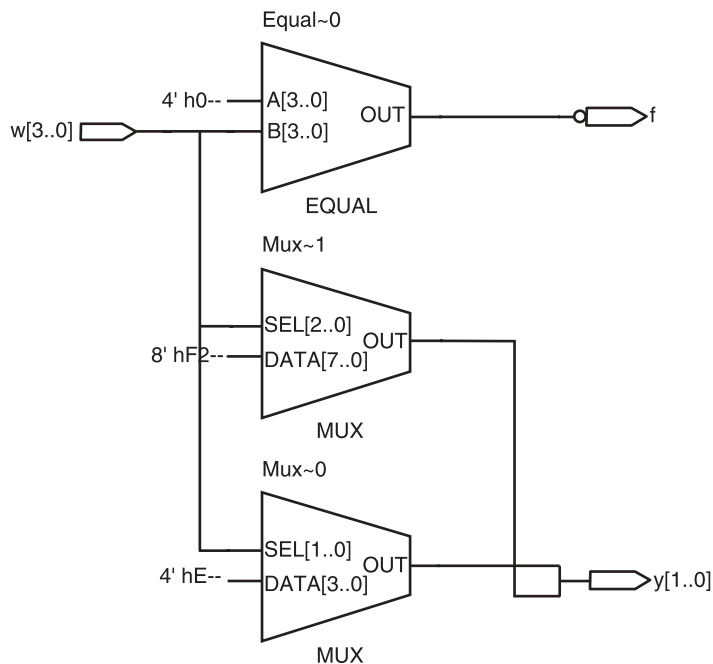 Equal~0
4' h0--
A[3..0]
OUT
f
w[3..0]
B[3..0]
EQUAL
Mux~1
SEL[2..0]
OUT
8' hF2--
DATA[7..0]
MUX
Mux~0
SEL[1..0]
OUT
4' hE--
DATA[3..0]
y[1..0]
MUX